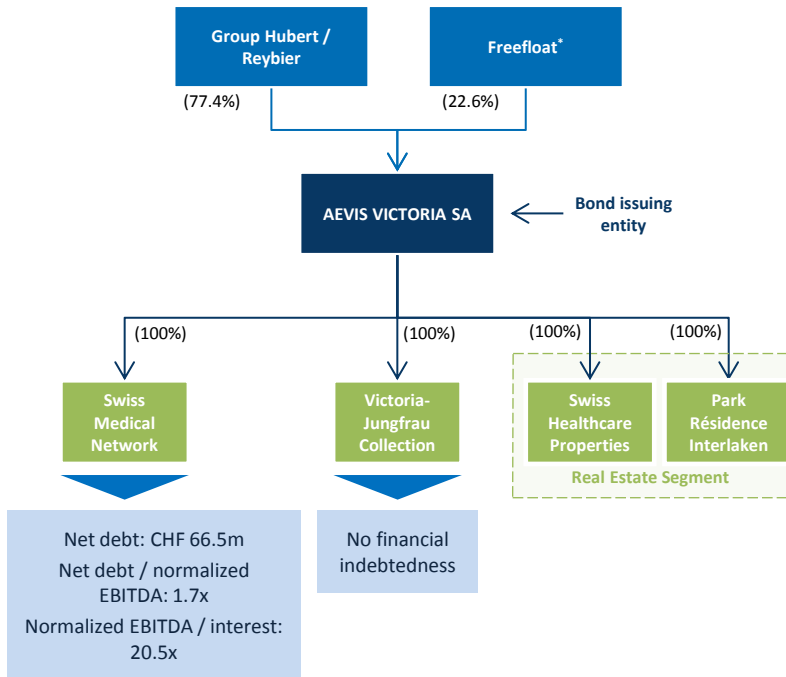 Group Hubert /
Reybier
Freefloat*
(77.4%)
(22.6%)
AEVIS VICTORIA SA
Bond issuing
entity
(100%)
(100%)
(100%)
(100%)
Swiss
Medical
Network
Victoria-
Jungfrau
Collection
Swiss
Healthcare
Properties
Park
Résidence
Interlaken
Real Estate Segment
Net debt: CHF 66.5m
Net debt / normalized
EBITDA: 1.7x
Normalized EBITDA / interest:
20.5x
No financial
indebtedness